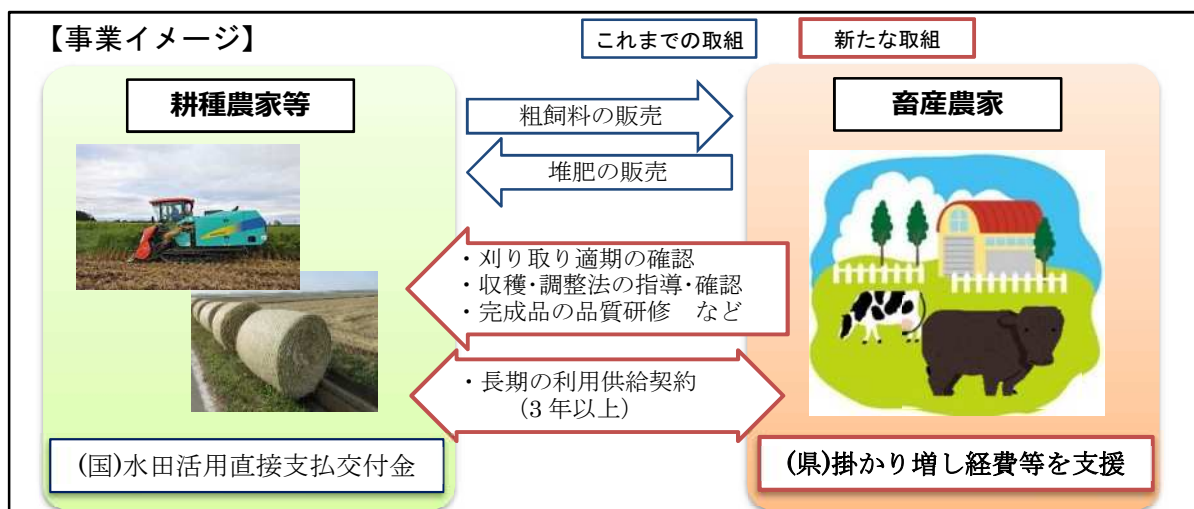 【事業イメージ】
これまでの取組
新たな取組
耕種農家等
畜産農家
粗飼料の販売
堆肥の販売
・刈り取り適期の確認
・収穫・調整法の指導・確認
・完成品の品質研修　など
・長期の利用供給契約
(3 年以上)
(国)水田活用直接支払交付金
(県)掛かり増し経費等を支援